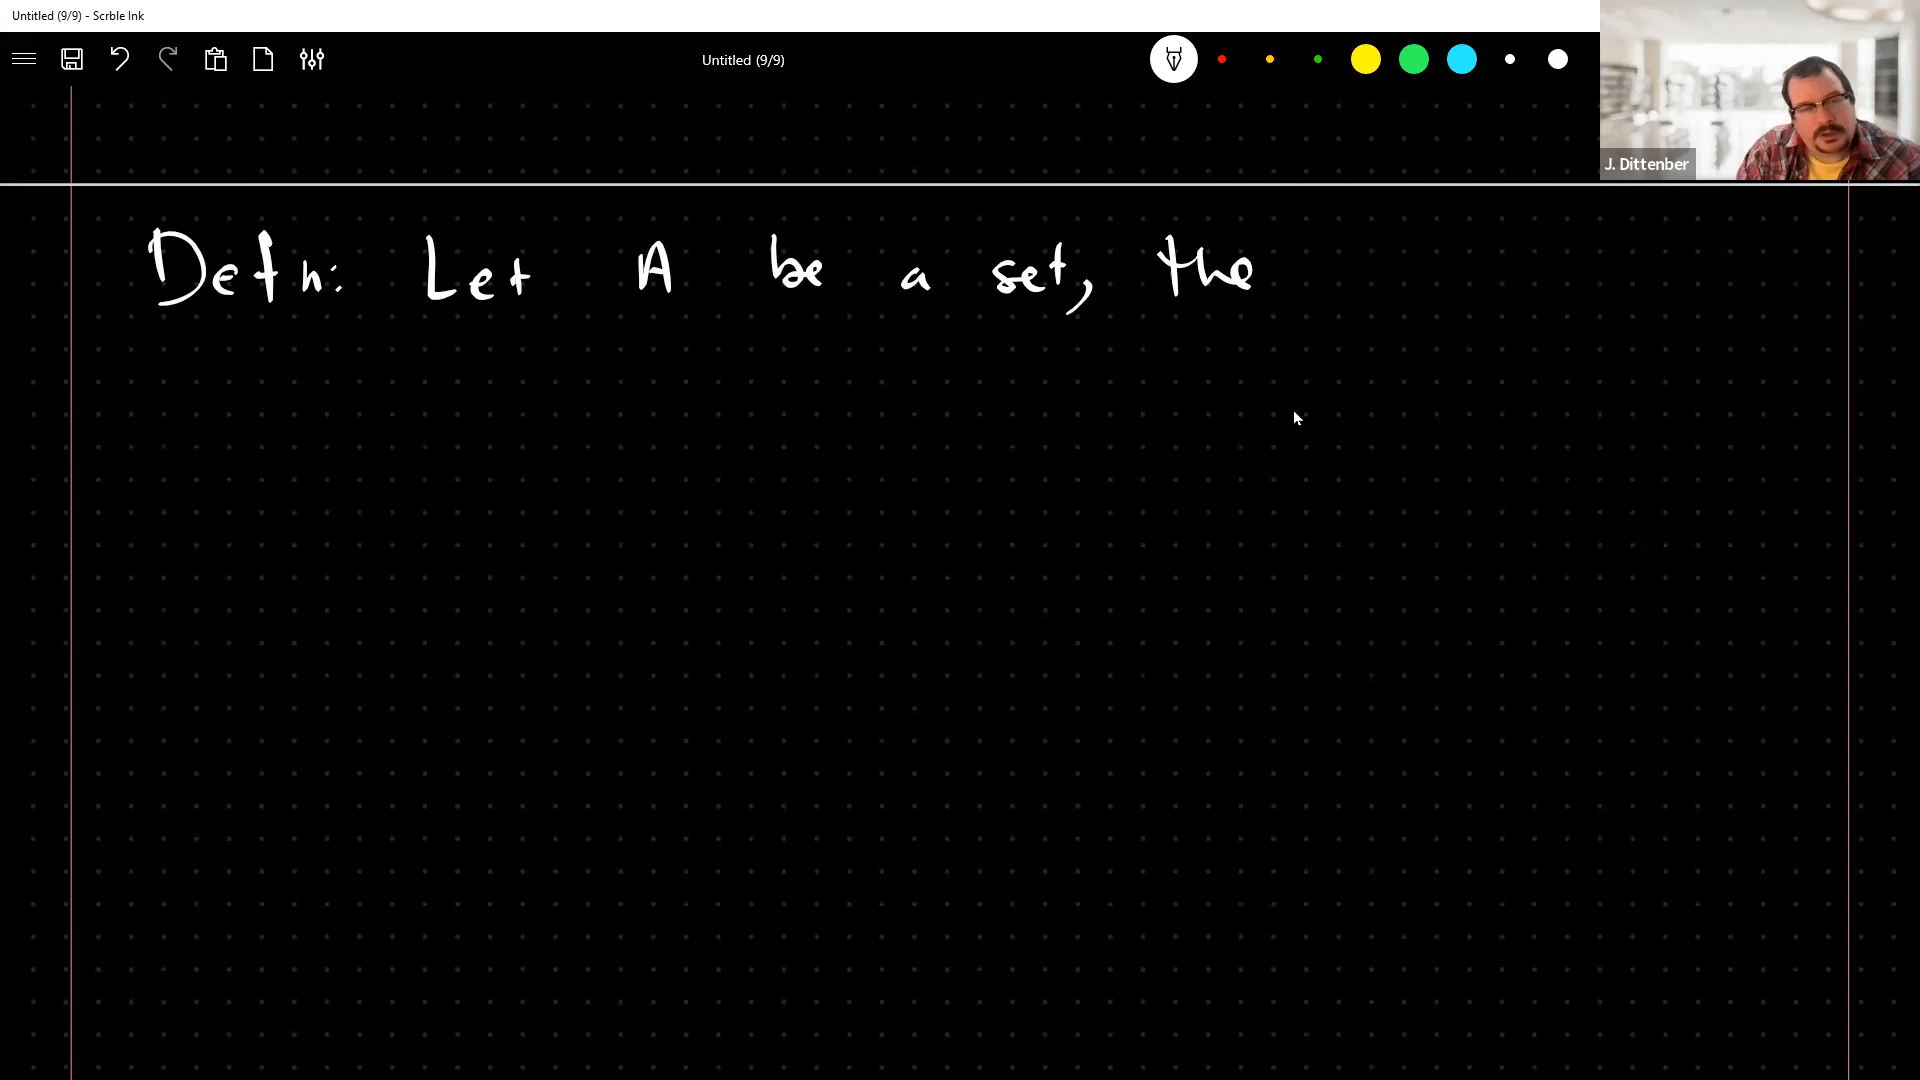 Untitled (9/9) - Scrble Ink
Untitled (9/9)
J. Dittenber
Defn: Let A be a set, the